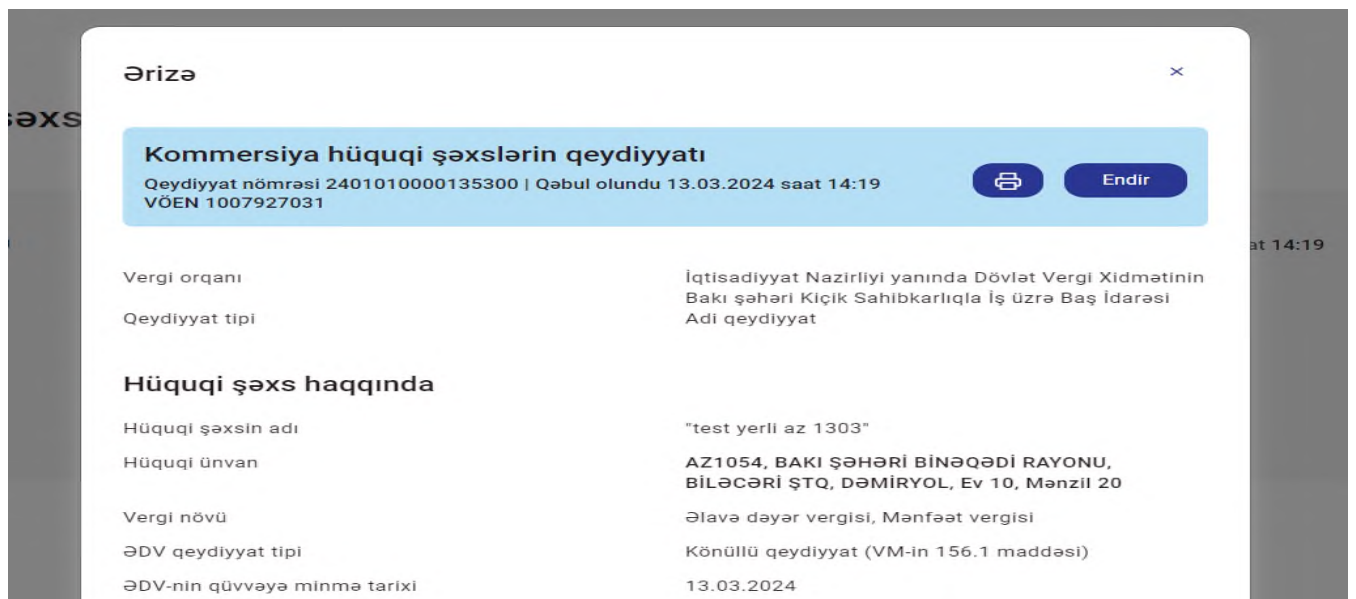 Ərizə
×
şəxs
Kommersiya hüquqi şəxslərin qeydiyyatı
Qeydiyyat nömrəsi 2401010000135300 | Qəbul olundu 13.03.2024 saat 14:19
VÖEN 1007927031
Endir
at 14:19
Vergi orqanı
İqtisadiyyat Nazirliyi yanında Dövlət Vergi Xidmətinin
Bakı şəhəri Kiçik Sahibkarlıqla İş üzrə Baş İdarəsi
Qeydiyyat tipi
Adi qeydiyyat
Hüquqi şəxs haqqında
Hüquqi şəxsin adı
"test yerli az 1303"
Hüquqi ünvan
AZ1054, BAKI ŞƏHƏRİ BİNƏQƏDİ RAYONU,
BİLƏCƏRİ ŞTQ, DƏMİRYOL, Ev 10, Mənzil 20
Vergi növü
Əlavə dəyər vergisi, Mənfəət vergisi
ƏDV qeydiyyat tipi
Könüllü qeydiyyat (VM-in 156.1 maddəsi)
ƏDV-nin qüvvəyə minmə tarixi
13.03.2024